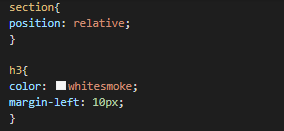 section{
position: relative;
}

h3{
color: whitesmoke;
margin-left: 10px;
}